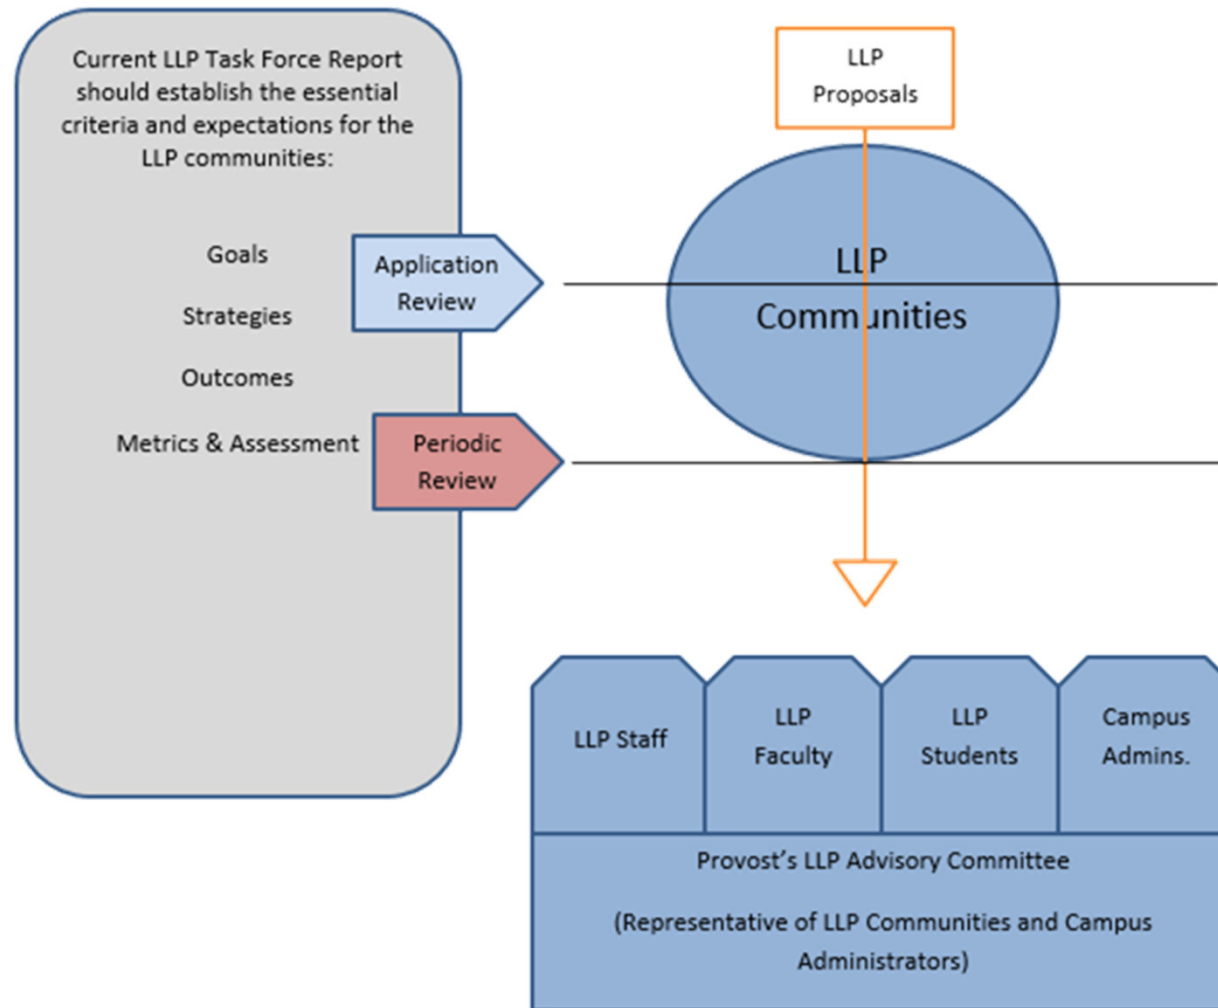 Current LLP Task Force Report
should establish the essential
criteria and expectations for the
LLP communities:
Goals
Strategies
Outcomes
Metrics & Assessment
Application
Review
Periodic
Review
LLP
Proposals
LLP
Communities
LLP Staff
LLP
Faculty
LLP
Students
Campus
Admins.
Provost’s LLP Advisory Committee
(Representative of LLP Communities and Campus
Administrators)